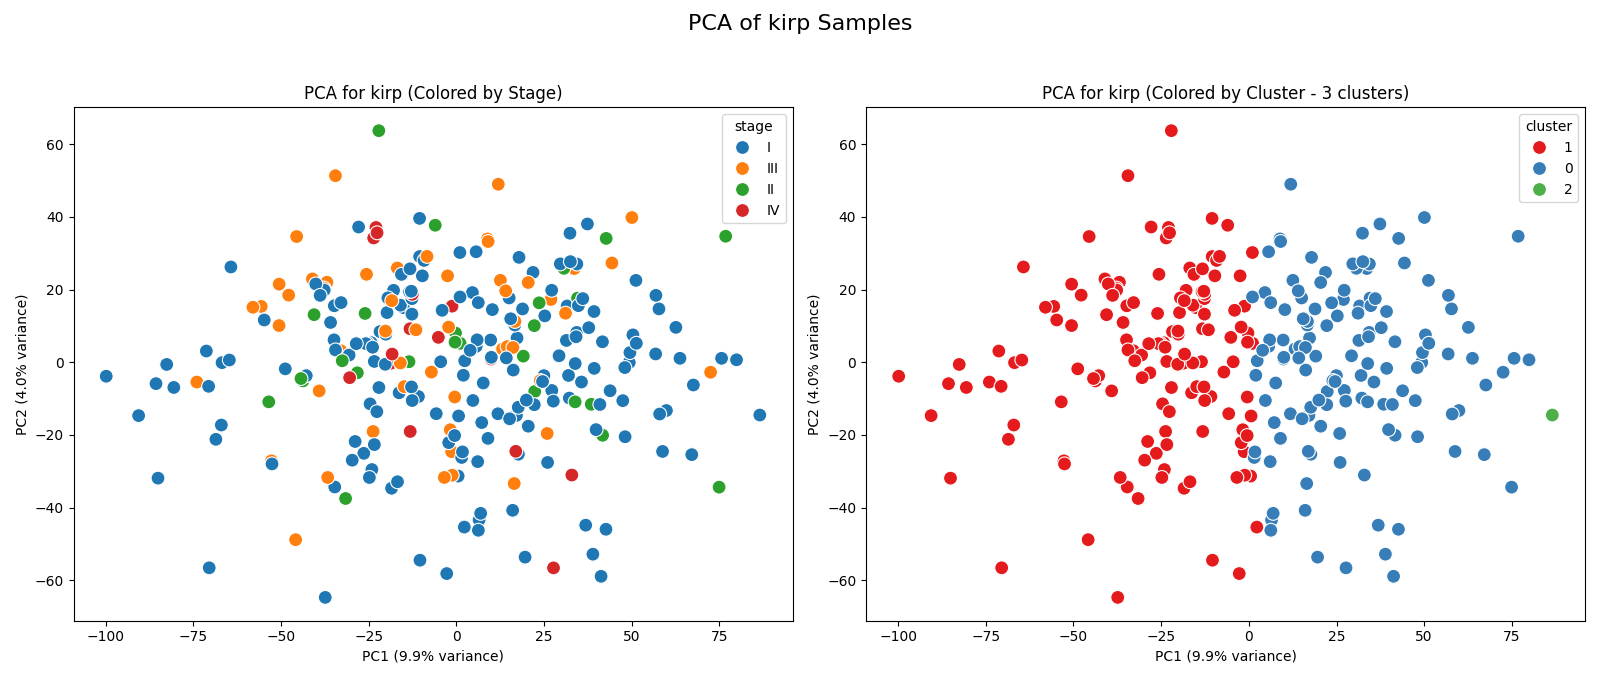 PCA of kirp Samples
PCA for kirp (Colored by Stage)
stage
I
III
II
IV
60
40
20
0
−20
−40
−60
PC2 (4.0% variance)
−100
−75
−50
−25
0
25
50
75
PC1 (9.9% variance)
PCA for kirp (Colored by Cluster - 3 clusters)
cluster
1
0
2
60
40
20
0
−20
−40
−60
PC2 (4.0% variance)
−100
−75
−50
−25
0
25
50
75
PC1 (9.9% variance)